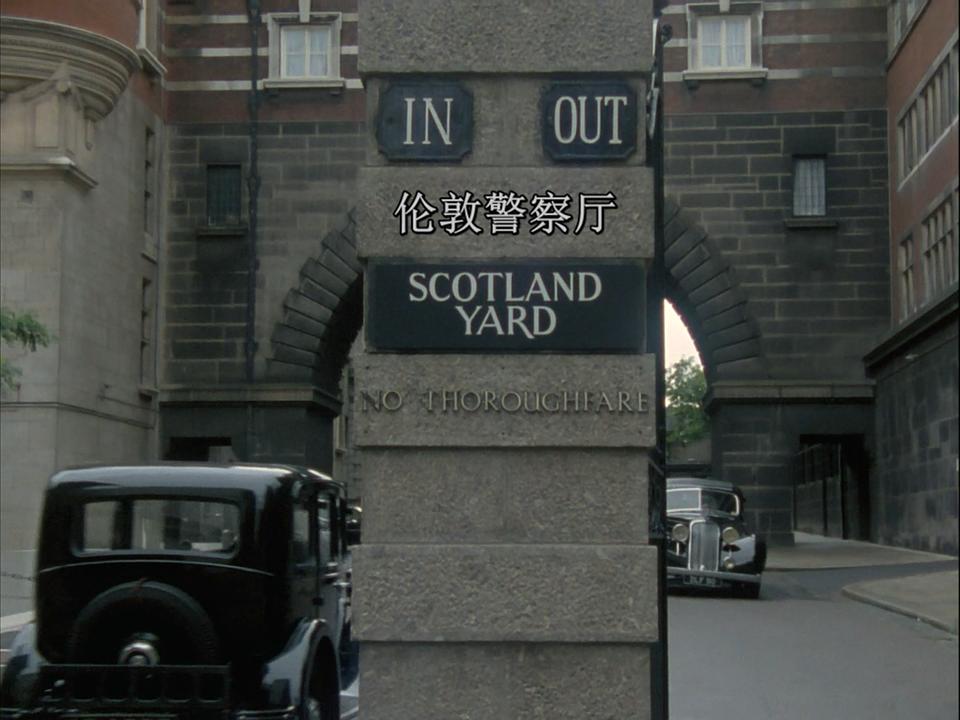 IN OUT
伦敦警察厅
SCOTLAND
YARD
NO THOROUGHFARE